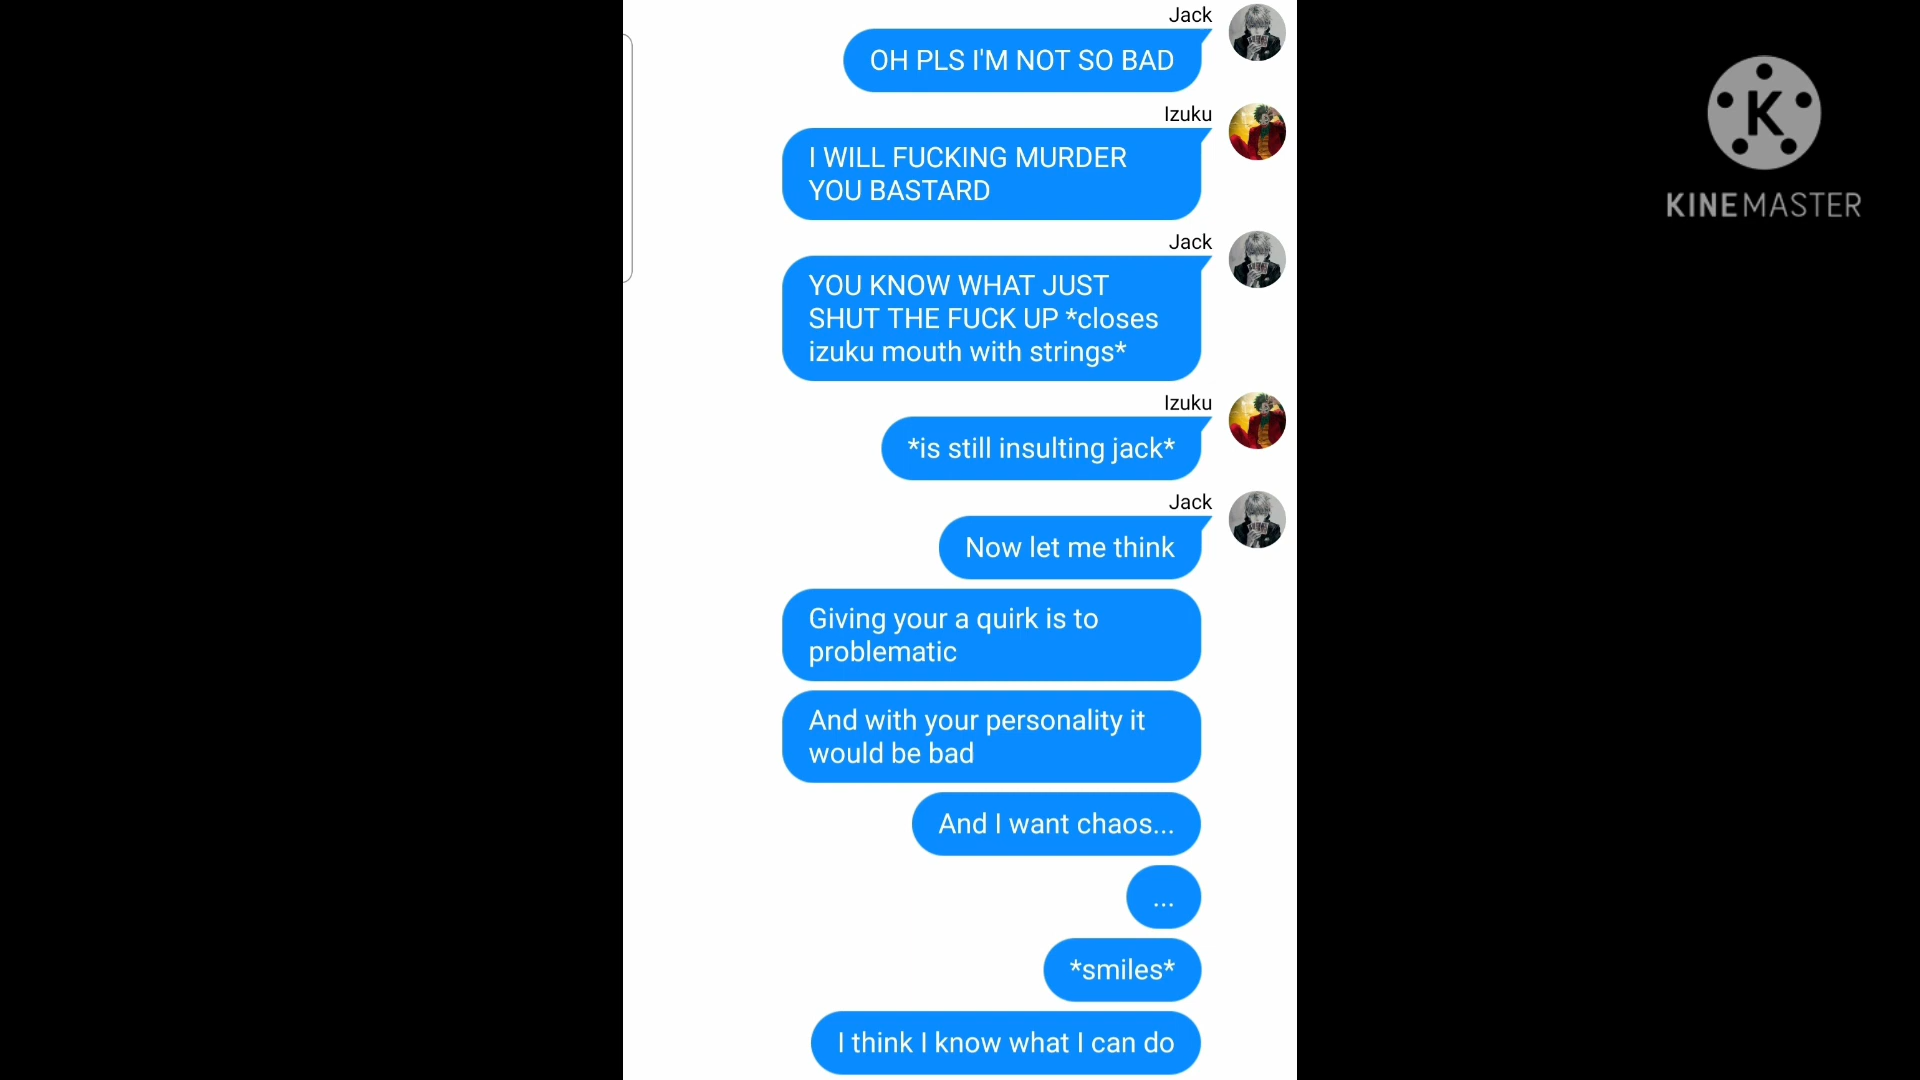 Jack
OH PLS I'M NOT SO BAD
Izuku
I WILL FUCKING MURDER
YOU BASTARD
Jack
YOU KNOW WHAT JUST
SHUT THE FUCK UP *closes
izuku mouth with strings*
Izuku
*is still insulting jack*
Jack
Now let me think
Giving your a quirk is to
problematic
And with your personality it
would be bad
And I want chaos...
...
*smiles*
I think I know what I can do
K
KINEMASTER